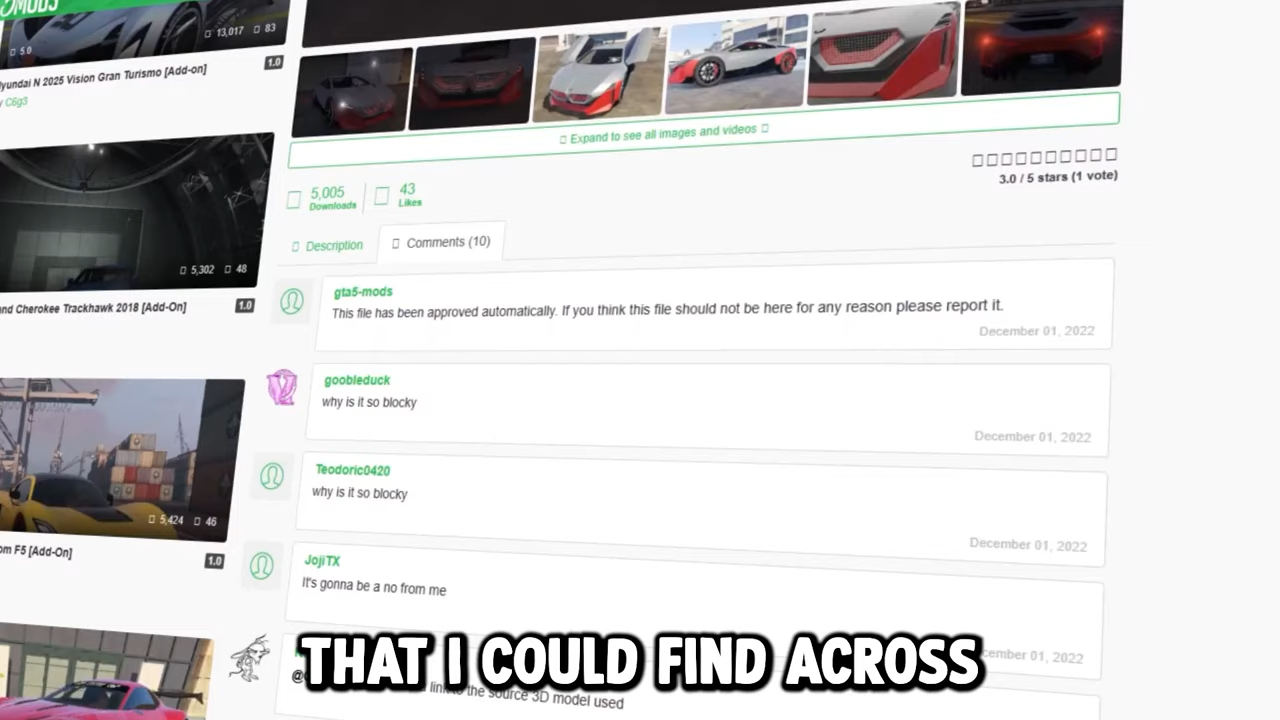 13,017 83
5.0
Hyundai N 2025 Vision Gran Turismo [Add-on]
1.0
C6g3
5,302 48
Cherokee Trackhawk 2018 [Add-On]
1.0
5,424 46
F5 [Add-On]
1.0
Expand to see all images and videos
5,005
Downloads
43
Likes
3.0 / 5 stars (1 vote)
Description
Comments (10)
gta5-mods
This file has been approved automatically. If you think this file should not be here for any reason please report it.
December 01, 2022
goobleduck
why is it so blocky
December 01, 2022
Teodoric0420
why is it so blocky
December 01, 2022
JojiTX
It's gonna be a no from me
01, 2022
the source 3D model used
THAT I COULD FIND ACROSS